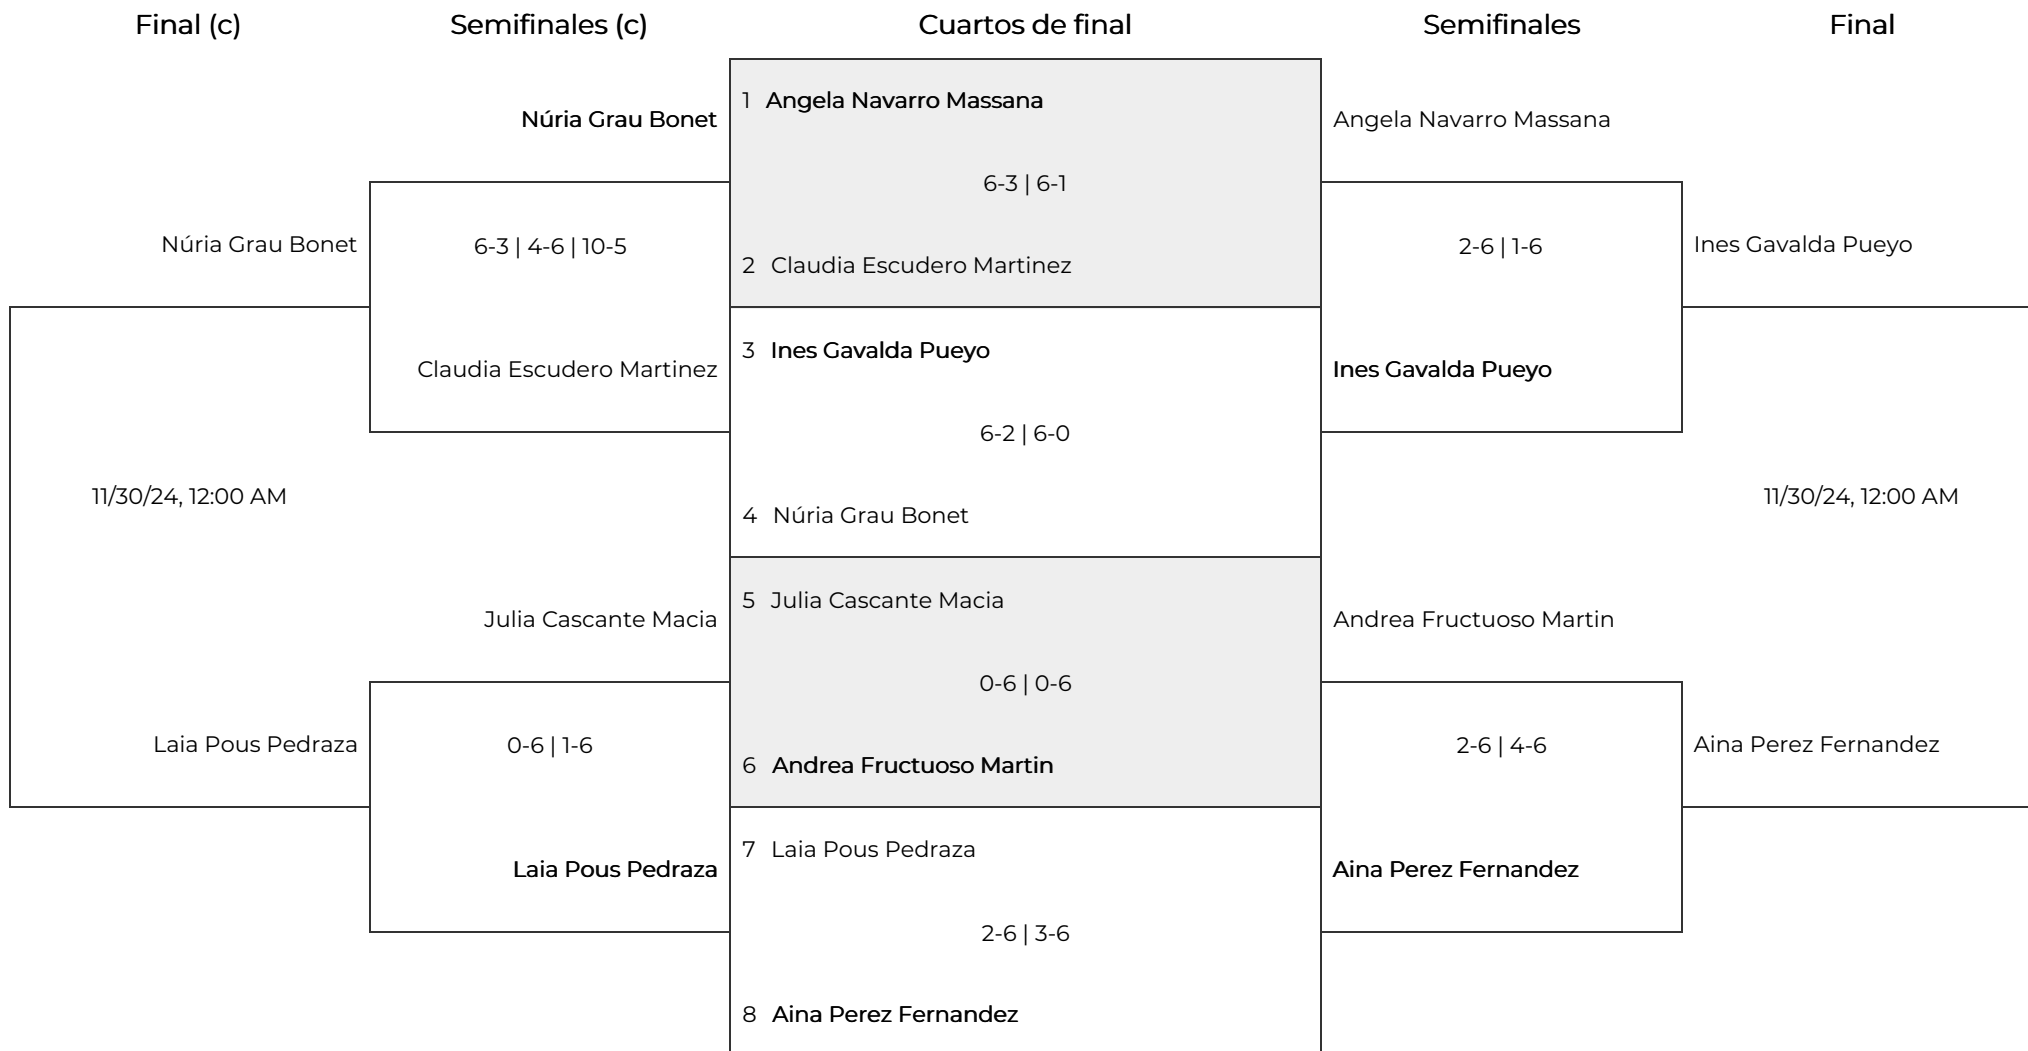 Final (c)
Semifinales (c)
Cuartos de final
Semifinales
Final
1 Angela Navarro Massana
Núria Grau Bonet
Angela Navarro Massana
6-3 | 6-1
Núria Grau Bonet
6-3 | 4-6 | 10-5
2-6 | 1-6
Ines Gavalda Pueyo
2 Claudia Escudero Martinez
3 Ines Gavalda Pueyo
Claudia Escudero Martinez
Ines Gavalda Pueyo
6-2 | 6-0
11/30/24, 12:00 AM
11/30/24, 12:00 AM
4 Núria Grau Bonet
5 Julia Cascante Macia
Julia Cascante Macia
Andrea Fructuoso Martin
0-6 | 0-6
Laia Pous Pedraza
0-6 | 1-6
2-6 | 4-6
Aina Perez Fernandez
6 Andrea Fructuoso Martin
7 Laia Pous Pedraza
Laia Pous Pedraza
Aina Perez Fernandez
2-6 | 3-6
8 Aina Perez Fernandez